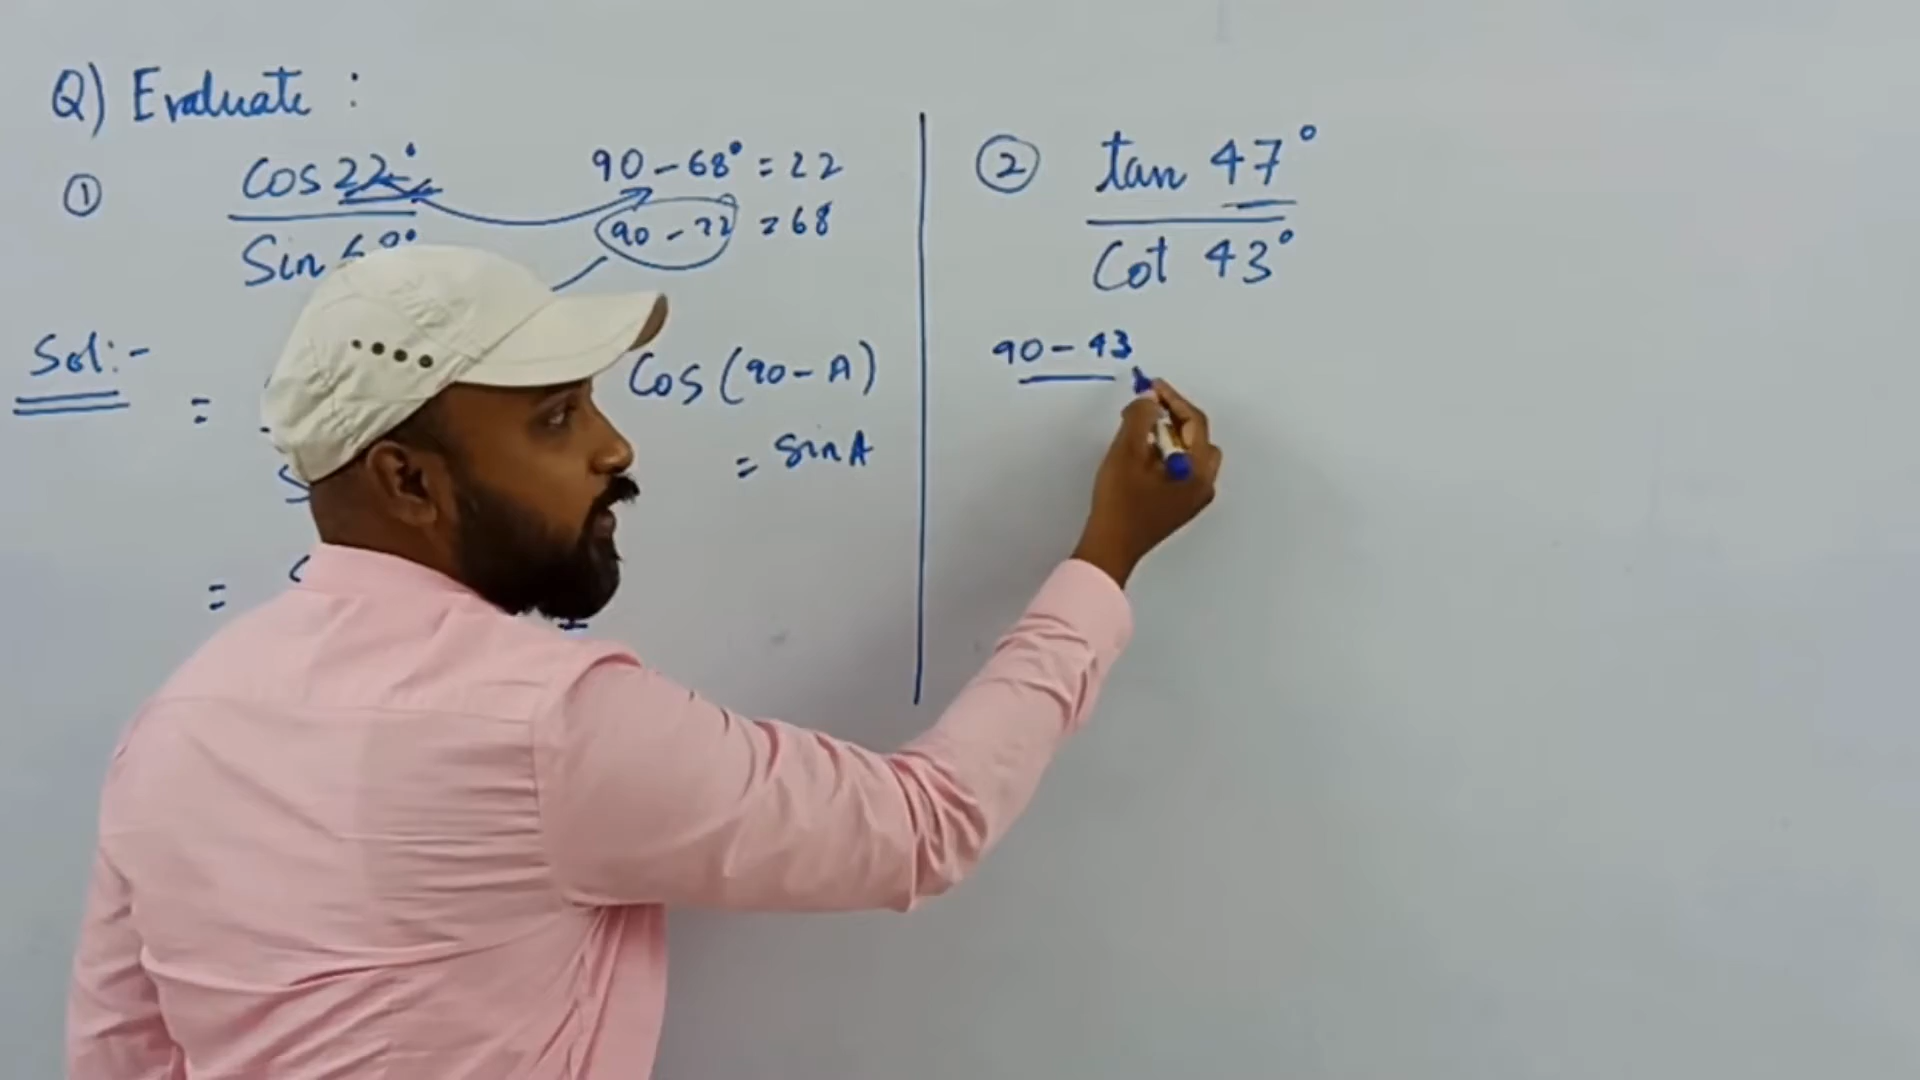 Q) Evaluate :
① Cos 22°
Sin 6
90 - 68° = 22
90 - 22 = 68
Sol:-
=
Cos (90 - A)
= sin A
=
② tan 47°
Cot 43°
90 - 43